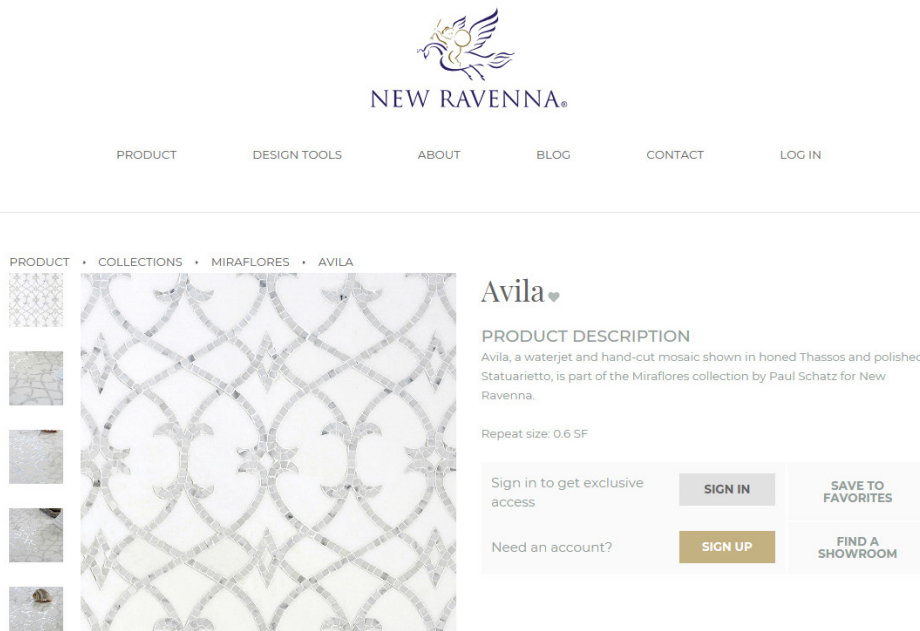 NEW RAVENNA®
PRODUCT DESIGN TOOLS ABOUT BLOG CONTACT LOG IN
PRODUCT • COLLECTIONS • MIRAFLORES • AVILA
Avila
PRODUCT DESCRIPTION
Avila, a waterjet and hand-cut mosaic shown in honed Thassos and polished
Statuarietto, is part of the Miraflores collection by Paul Schatz for New
Ravenna.
Repeat size: 0.6 SF
Sign in to get exclusive
access
SIGN IN
SAVE TO
FAVORITES
Need an account?
SIGN UP
FIND A
SHOWROOM